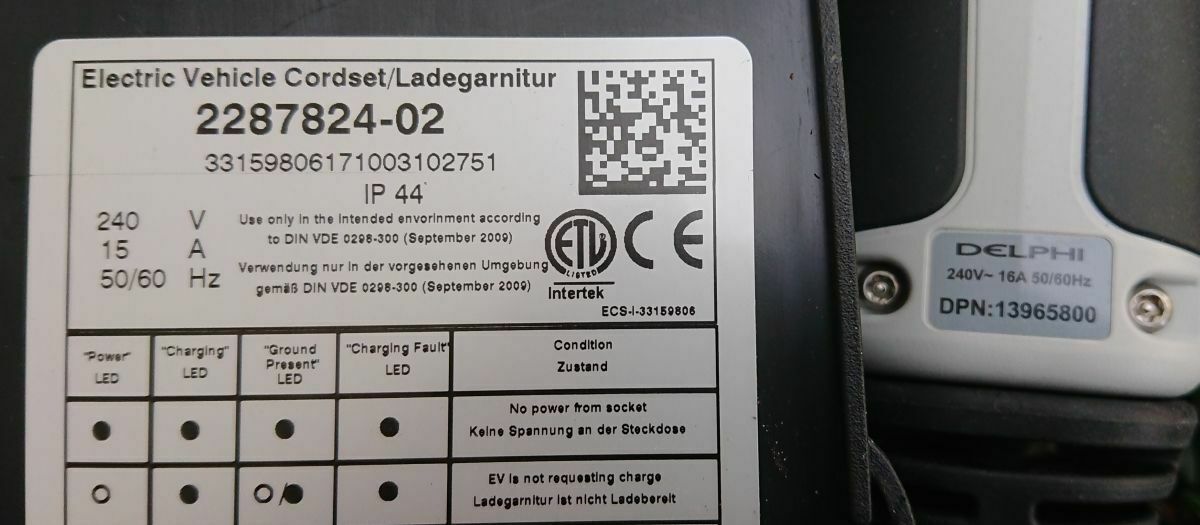 Electric Vehicle Cordset/Ladegarnitur
2287824-02
33159806171003102751
IP 44
240 V
15 A
50/60 Hz
Use only in the intended envorinment according
to DIN VDE 0298-300 (September 2009)
Verwendung nur in der vorgesehenen Umgebung
gemäß DIN VDE 0298-300 (September 2009)
ETL
LISTED
Intertek
CE
ECS-I-33159806
"Power"
LED
"Charging"
LED
"Ground
Present"
LED
"Charging Fault"
LED
Condition
Zustand
No power from socket
Keine Spannung an der Steckdose
EV is not requesting charge
Ladegarnitur ist nicht Ladebereit
DELPHI
240V~ 16A 50/60Hz
DPN:13965800